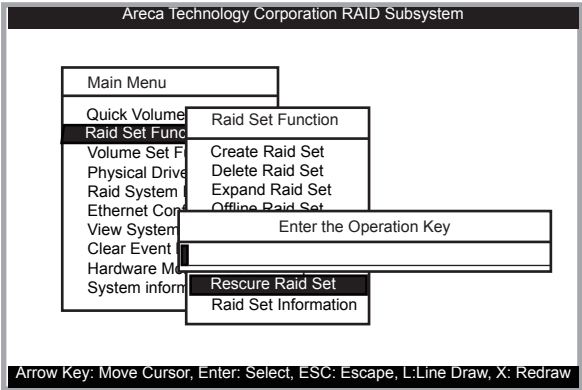 Areca Technology Corporation RAID Subsystem
Main Menu
Quick Volume
Raid Set Func
Volume Set F
Physical Drive
Raid System
Ethernet Con
View System
Clear Event
Hardware M
System inform
Raid Set Function
Create Raid Set
Delete Raid Set
Expand Raid Set
Offline Raid Set
Enter the Operation Key
Rescure Raid Set
Raid Set Information
Arrow Key: Move Cursor, Enter: Select, ESC: Escape, L:Line Draw, X: Redraw